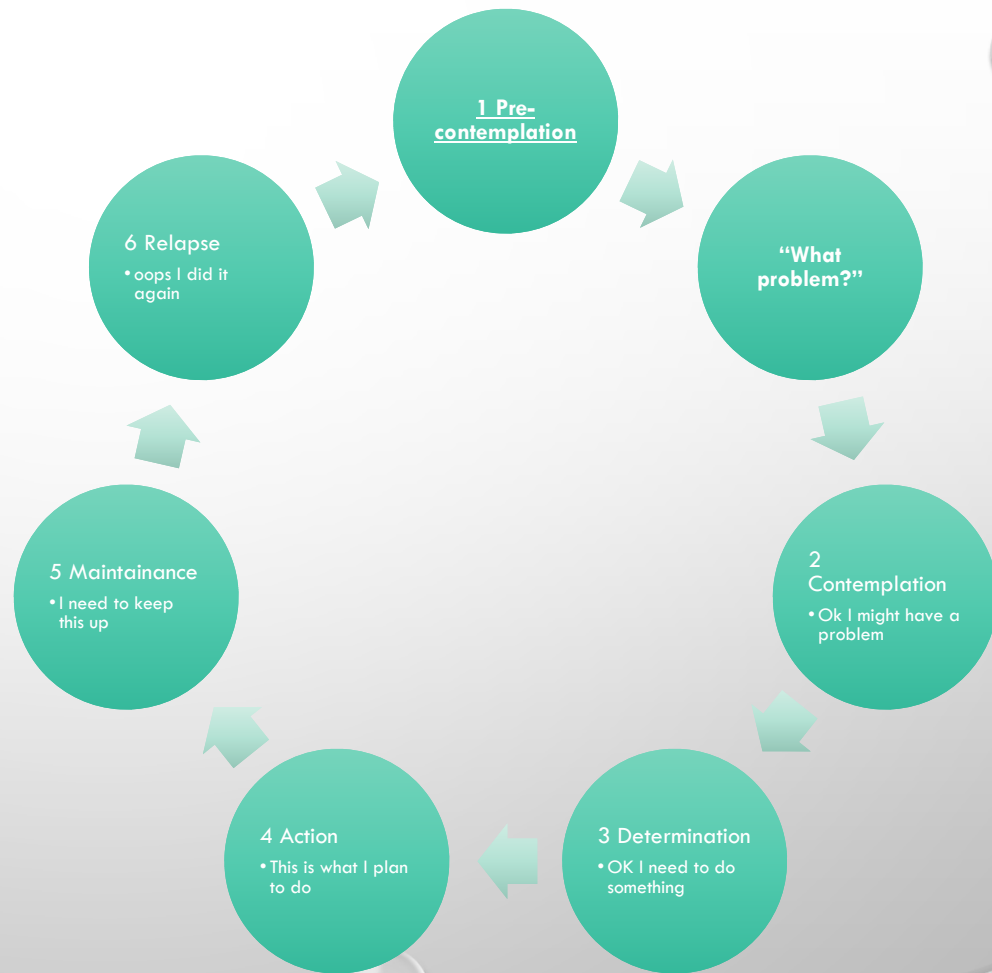 1 Pre-
contemplation
“What
problem?”
2
Contemplation
• Ok I might have a
problem
3 Determination
• OK I need to do
something
4 Action
• This is what I plan
to do
5 Maintainance
• I need to keep
this up
6 Relapse
• oops I did it
again